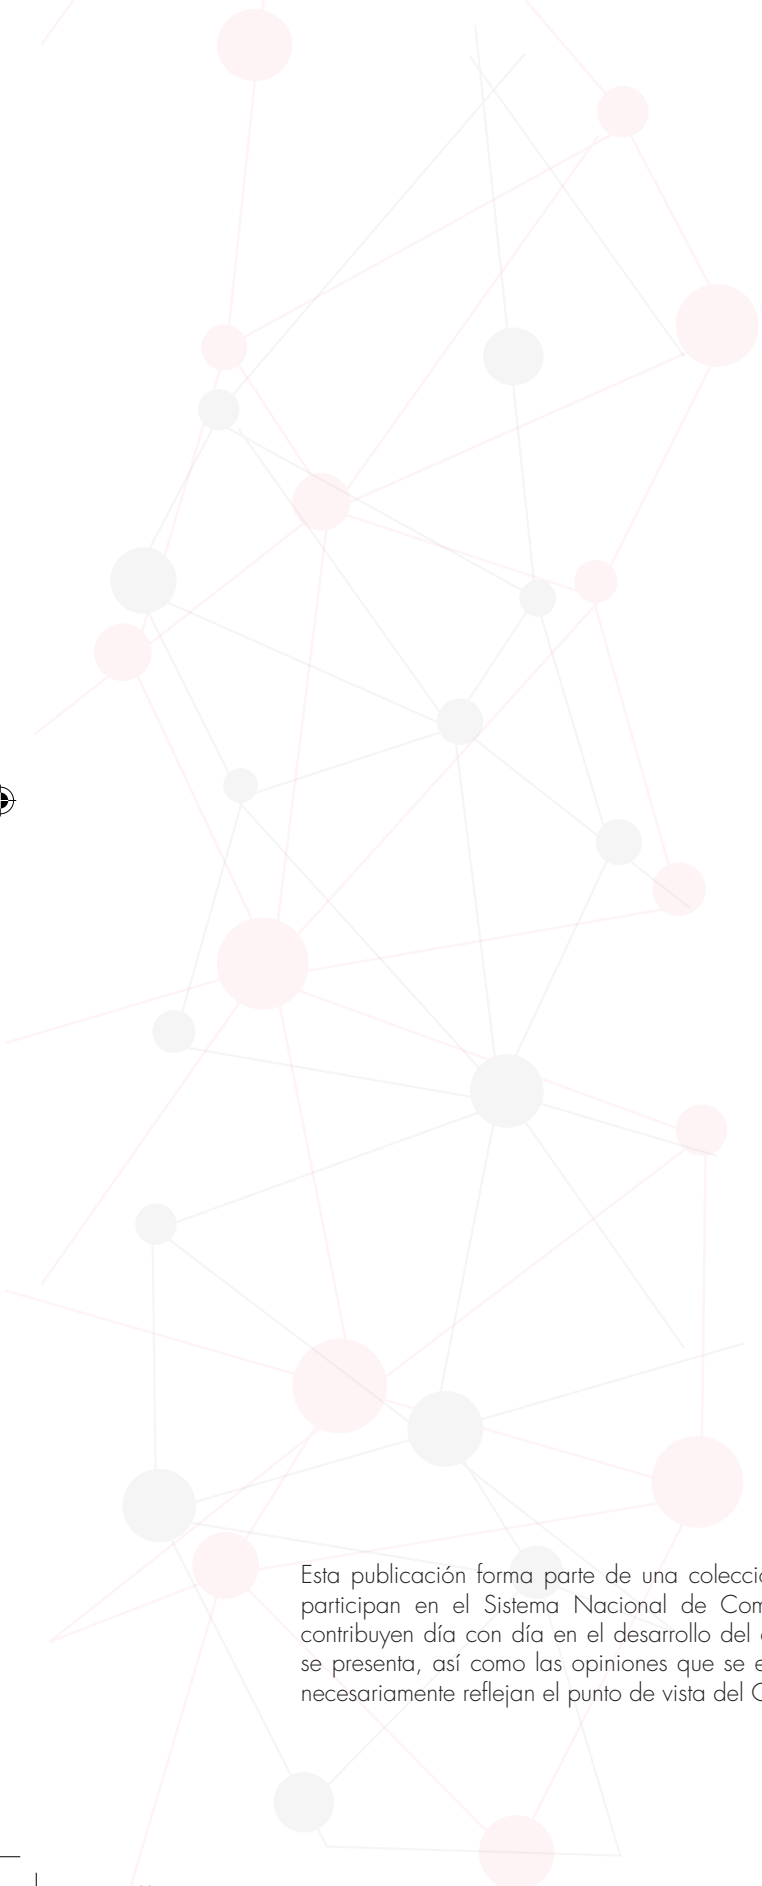 Esta publicación forma parte de una colecci
participan en el Sistema Nacional de Com
contribuyen día con día en el desarrollo del
se presenta, así como las opiniones que se e
necesariamente reflejan el punto de vista del C